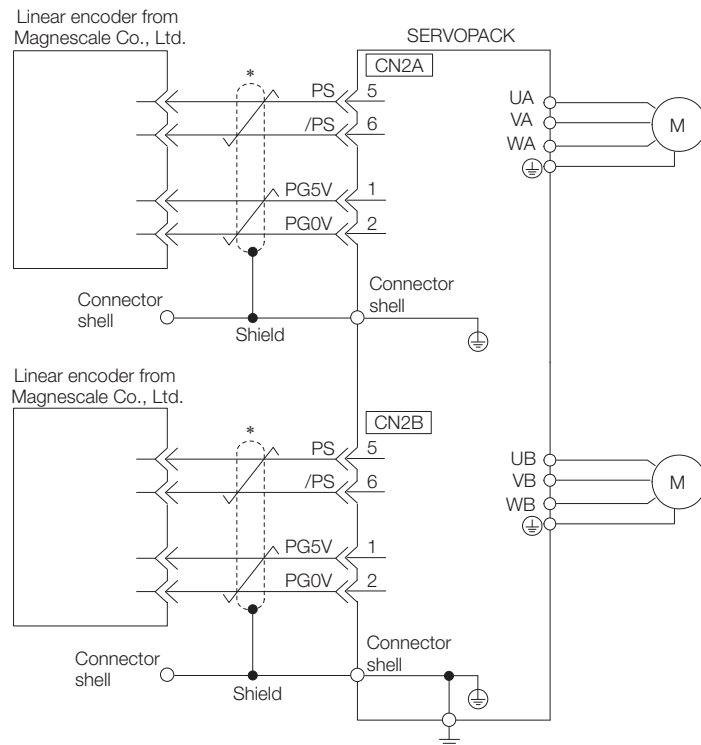 Linear encoder from
Magnescale Co., Ltd.
SERVOPACK
CN2A
*
PS
5
/PS
6
PG5V
1
PG0V
2
UA
VA
WA
M
Connector
shell
Shield
Connector
shell
Linear encoder from
Magnescale Co., Ltd.
CN2B
*
PS
5
/PS
6
PG5V
1
PG0V
2
UB
VB
WB
M
Connector
shell
Shield
Connector
shell